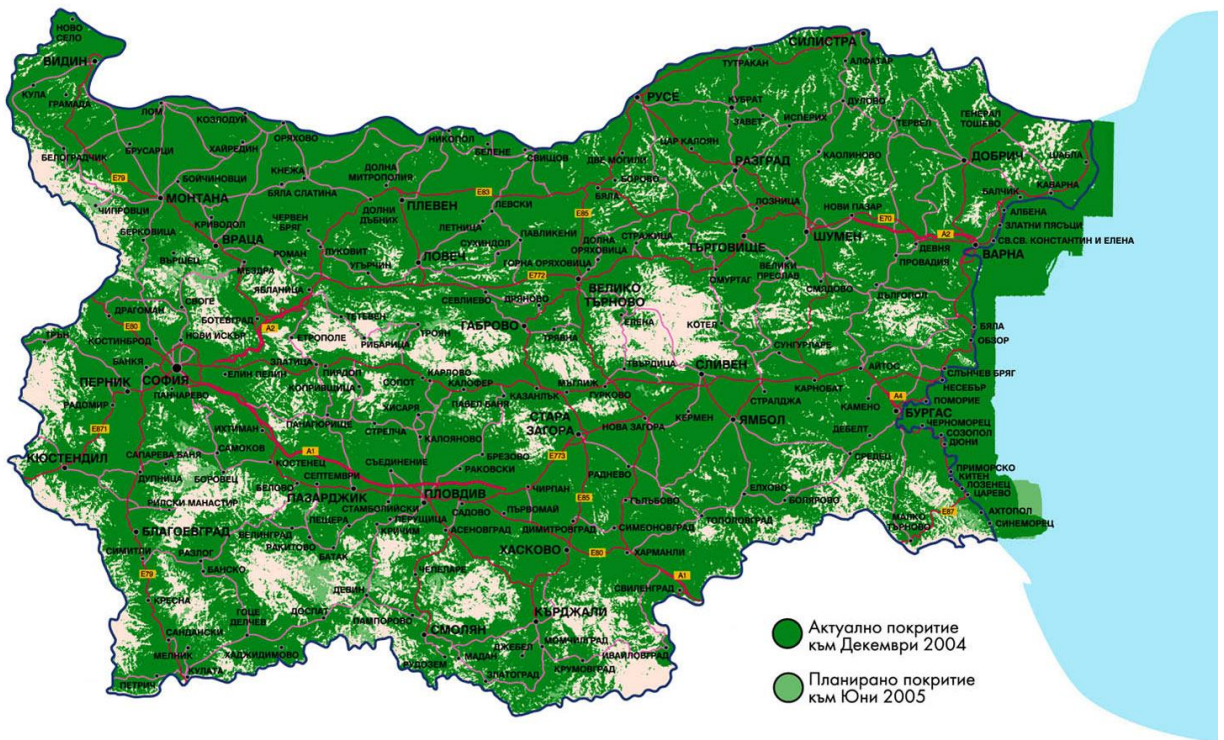 НОВО
СЕЛО
ВИДИН
КУЛА
ГРАМАДА
ЛОМ
КОЗЛОДУЙ
ОРЯХОВО
НИКОПОЛ
БЕЛЕНЕ
СВИЩОВ
РУСЕ
ТУТРАКАН
СИЛИСТРА
АЛФАТАР
ДУЛОВО
КУБРАТ
ЗАВЕТ
ИСПЕРИХ
ТЕРВЕЛ
ГЕНЕРАЛ
ТОШЕВО
ШАБЛА
БЕЛОГРАДЧИК
БРУСАРЦИ
ХАЙРЕДИН
КНЕЖА
ДОЛНА
МИТРОПОЛИЯ
ДВЕ МОГИЛИ
ЦАР КАЛОЯН
РАЗГРАД
КАОЛИНОВО
ДОБРИЧ
E79
БОЙЧИНОВЦИ
МОНТАНА
БЯЛА СЛАТИНА
E83
БОРОВО
БЯЛА
КАВАРНА
БАЛЧИК
ЧИПРОВЦИ
КРИВОДОЛ
ЧЕРВЕН
БРЯГ
ДОЛНИ
ДЪБНИК
ПЛЕВЕН
ЛЕВСКИ
E85
ЛОЗНИЦА
НОВИ ПАЗАР
E70
АЛБЕНА
ЗЛАТНИ ПЯСЪЦИ
БЕРКОВИЦА
ВРАЦА
ЛЕТНИЦА
ПАВЛИКЕНИ
СТРАЖИЦА
ТЪРГОВИЩЕ
ШУМЕН
A2
СВ.СВ. КОНСТАНТИН И ЕЛЕНА
ВЪРШЕЦ
РОМАН
ЛУКОВИТ
СУХИНДОЛ
ДОЛНА
ОРЯХОВИЦА
ДЕВНЯ
ВАРНА
МЕЗДРА
УГЪРЧИН
ЛОВЕЧ
ГОРНА ОРЯХОВИЦА
ПРОВАДИЯ
ЯБЛАНИЦА
E772
ОМУРТАГ
ВЕЛИКИ
ПРЕСЛАВ
СМЯДОВО
ДЪЛГОПОЛ
СВОГЕ
СЕВЛИЕВО
ДРЯНОВО
ВЕЛИКО
ТЪРНОВО
ДРАГОМАН
БОТЕВГРАД
ТЕТЕВЕН
ТРОЯН
ГАБРОВО
ЕЛЕНА
КОТЕЛ
БЯЛА
ОБЗОР
ТРЪН
E80
КОСТИНБРОД
НОВИ ИСКЪР
A2
ЕТРОПОЛЕ
РИБАРИЦА
ТРЯВНА
СУНГУРЛАРЕ
БАНКЯ
СОФИЯ
ЕЛИН ПЕЛИН
ЗЛАТИЦА
ПИРДОП
КАРЛОВО
ТВЪРДИЦА
СЛИВЕН
АЙТОС
СЛЪНЧЕВ БРЯГ
ПЕРНИК
ПАНЧАРЕВО
КОПРИВЩИЦА
СОПОТ
КАЛОФЕР
МЪГЛИЖ
КАРНОБАТ
НЕСЕБЪР
РАДОМИР
ХИСАРЯ
ПАВЕЛ БАНЯ
КАЗАНЛЪК
ГУРКОВО
СТРАЛДЖА
A4
ПОМОРИЕ
E871
ИХТИМАН
ПАНАГЮРИЩЕ
СТРЕЛЧА
КАЛОЯНОВО
СТАРА
ЗАГОРА
НОВА ЗАГОРА
КЕРМЕН
ЯМБОЛ
КАМЕНО
БУРГАС
ЧЕРНОМОРЕЦ
ДЕБЕЛТ
СОЗОПОЛ
ДЮНИ
КЮСТЕНДИЛ
САПАРЕВА БАНЯ
САМОКОВ
A1
КОСТЕНЕЦ
СЪЕДИНЕНИЕ
БРЕЗОВО
E773
СРЕДЕЦ
ДУПНИЦА
БОРОВЕЦ
СЕПТЕМВРИ
РАКОВСКИ
РАДНЕВО
ПРИМОРСКО
КИТЕН
БЕЛОВО
ПАЗАРДЖИК
ПЛОВДИВ
ЧИРПАН
E85
ГЪЛЪБОВО
ЕЛХОВО
БОЛЯРОВО
ЛОЗЕНЕЦ
ЦАРЕВО
РИЛСКИ МАНАСТИР
СТАМБОЛИЙСКИ
САДОВО
ПЪРВОМАЙ
ТОПОЛОВГРАД
МАЛКО
ТЪРНОВО
E87
АХТОПОЛ
СИНЕМОРЕЦ
БЛАГОЕВГРАД
ПЕЩЕРА
ПЕРУЩИЦА
КРИЧИМ
АСЕНОВГРАД
ДИМИТРОВГРАД
СИМЕОНОВГРАД
ВЕЛИНГРАД
РАКИТОВО
БАТАК
СИМИТЛИ
РАЗЛОГ
БАНСКО
ХАСКОВО
E80
ХАРМАНЛИ
E79
ДЕВИН
ЧЕПЕЛАРЕ
A1
СВИЛЕНГРАД
КРЕСНА
ГОЦЕ
ДЕЛЧЕВ
ДОСПАТ
ПАМПОРОВО
КЪРДЖАЛИ
САНДАНСКИ
СМОЛЯН
МОМЧИЛГРАД
МЕЛНИК
ХАДЖИДИМОВО
МАДАН
ДЖЕБЕЛ
ИВАЙЛОВГРАД
КУЛАТА
РУДОЗЕМ
ЗЛАТОГРАД
КРУМОВГРАД
ПЕТРИЧ
Актуално покритие
към Декември 2004
Планирано покритие
към Юни 2005